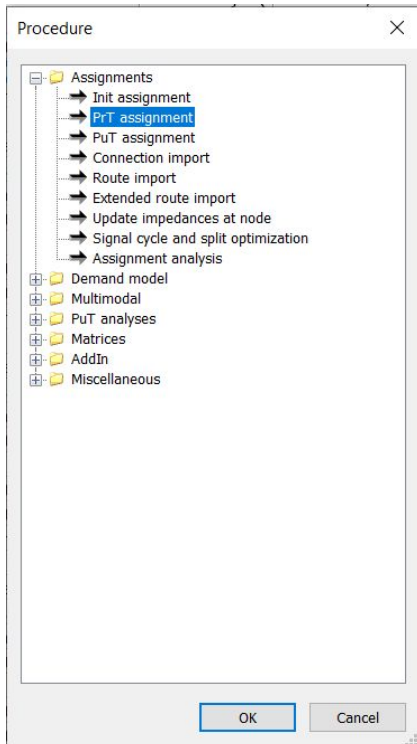 Procedure
Assignments
Init assignment
PrT assignment
PuT assignment
Connection import
Route import
Extended route import
Update impedances at node
Signal cycle and split optimization
Assignment analysis
Demand model
Multimodal
PuT analyses
Matrices
AddIn
Miscellaneous
OK
Cancel